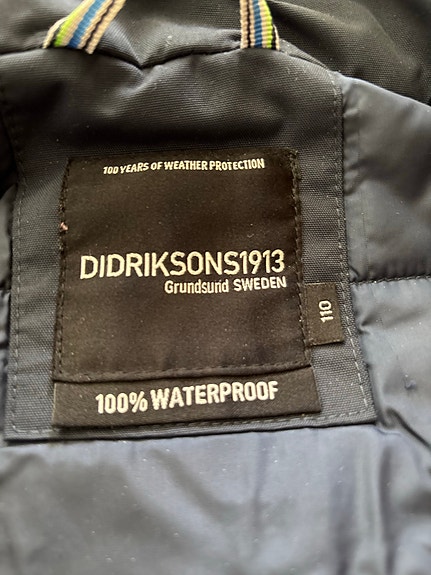 100 YEARS OF WEATHER PROTECTION
DIDRIKSONS1913
Grundsund SWEDEN
110
100% WATERPROOF